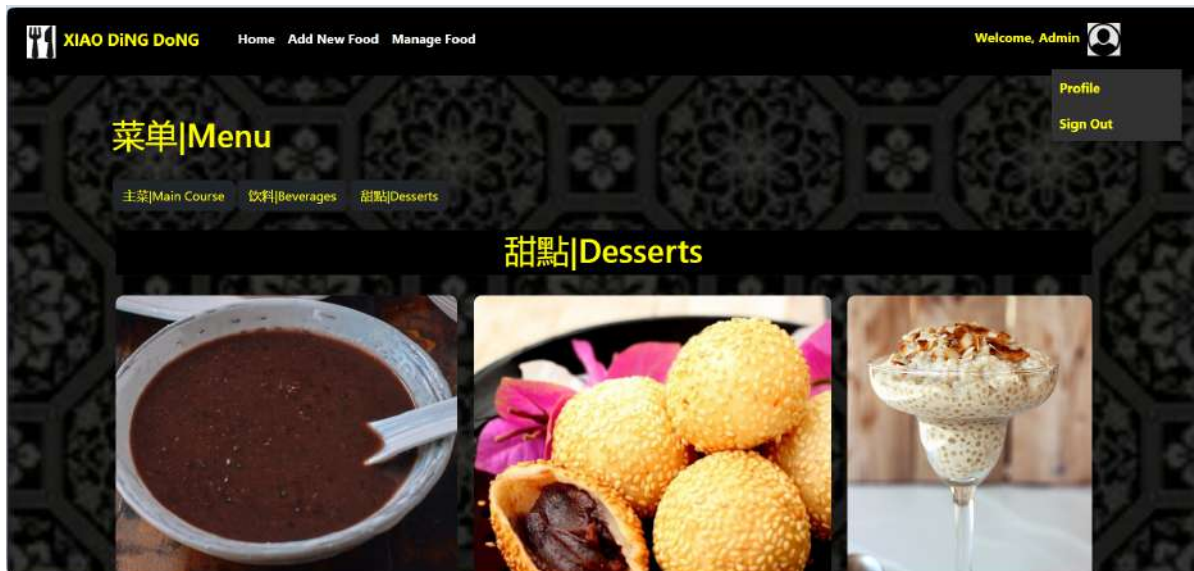 XIAO DiNG DoNG Home Add New Food Manage Food Welcome, Admin
Profile
Sign Out
菜单|Menu
主菜|Main Course 饮料|Beverages 甜點|Desserts
甜點|Desserts